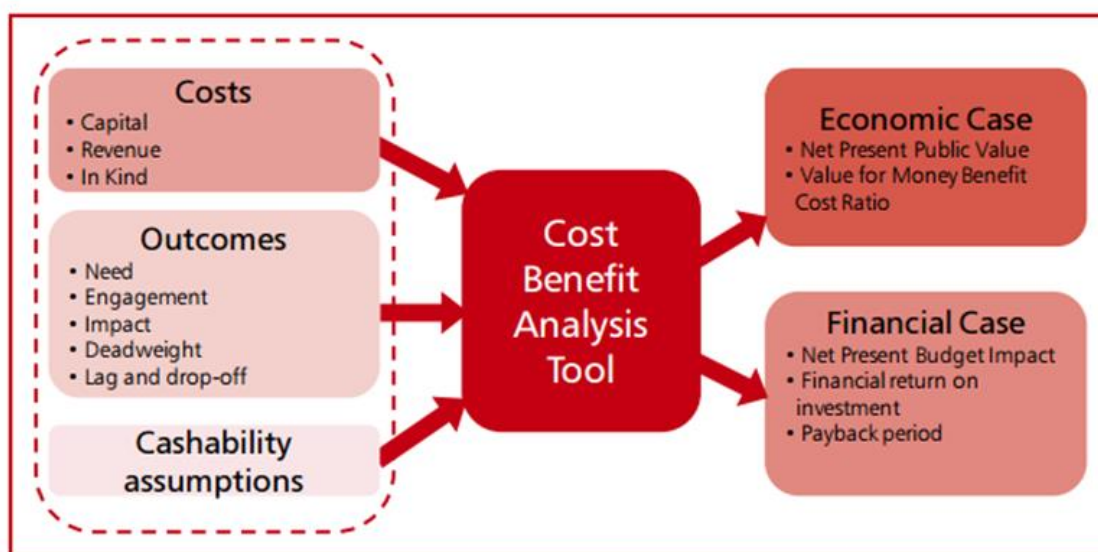 Costs
• Capital
• Revenue
• In Kind
Outcomes
• Need
• Engagement
• Impact
• Deadweight
• Lag and drop-off
Cashability
assumptions
Cost
Benefit
Analysis
Tool
Economic Case
• Net Present Public Value
• Value for Money Benefit
Cost Ratio
Financial Case
• Net Present Budget Impact
• Financial return on
investment
• Payback period